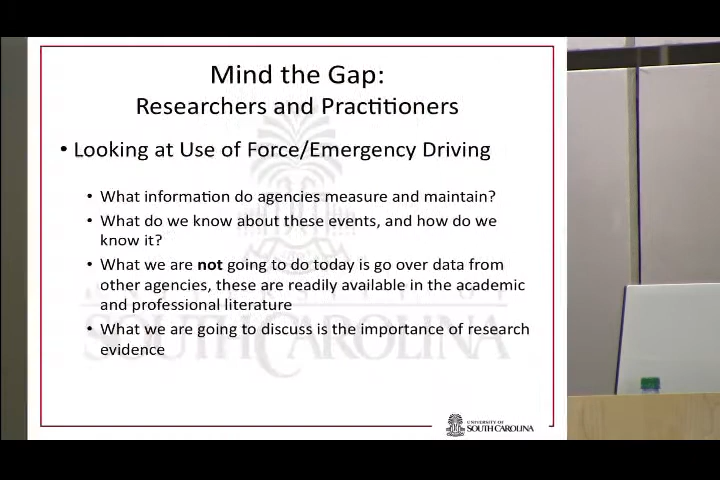 Mind the Gap:
Researchers and Practitioners
• Looking at Use of Force/Emergency Driving
• What information do agencies measure and maintain?
• What do we know about these events, and how do we
know it?
• What we are not going to do today is go over data from
other agencies, these are readily available in the academic
and professional literature
• What we are going to discuss is the importance of research
evidence
SOUTH CAROLINA
UNIVERSITY OF
SOUTH CAROLINA